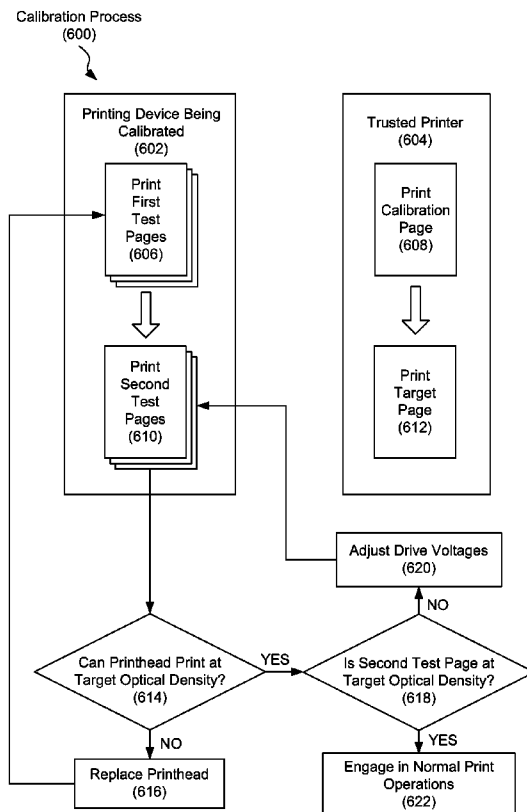 Calibration Process
(600)
Printing Device Being
Calibrated
(602)
Print
First
Test
Pages
(606)
Print
Second
Test
Pages
(610)
Trusted Printer
(604)
Print
Calibration
Page
(608)
Print
Target
Page
(612)
Adjust Drive Voltages
(620)
NO
Can Printhead Print at
Target Optical Density?
(614)
YES
Is Second Test Page at
Target Optical Density?
(618)
NO
YES
Replace Printhead
(616)
Engage in Normal Print
Operations
(622)